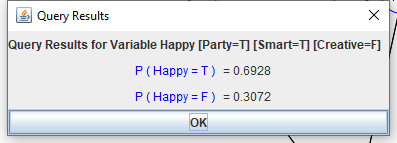 Query Results
Query Results for Variable Happy [Party=T] [Smart=T] [Creative=F]
P ( Happy = T ) = 0.6928
P ( Happy = F ) = 0.3072
OK